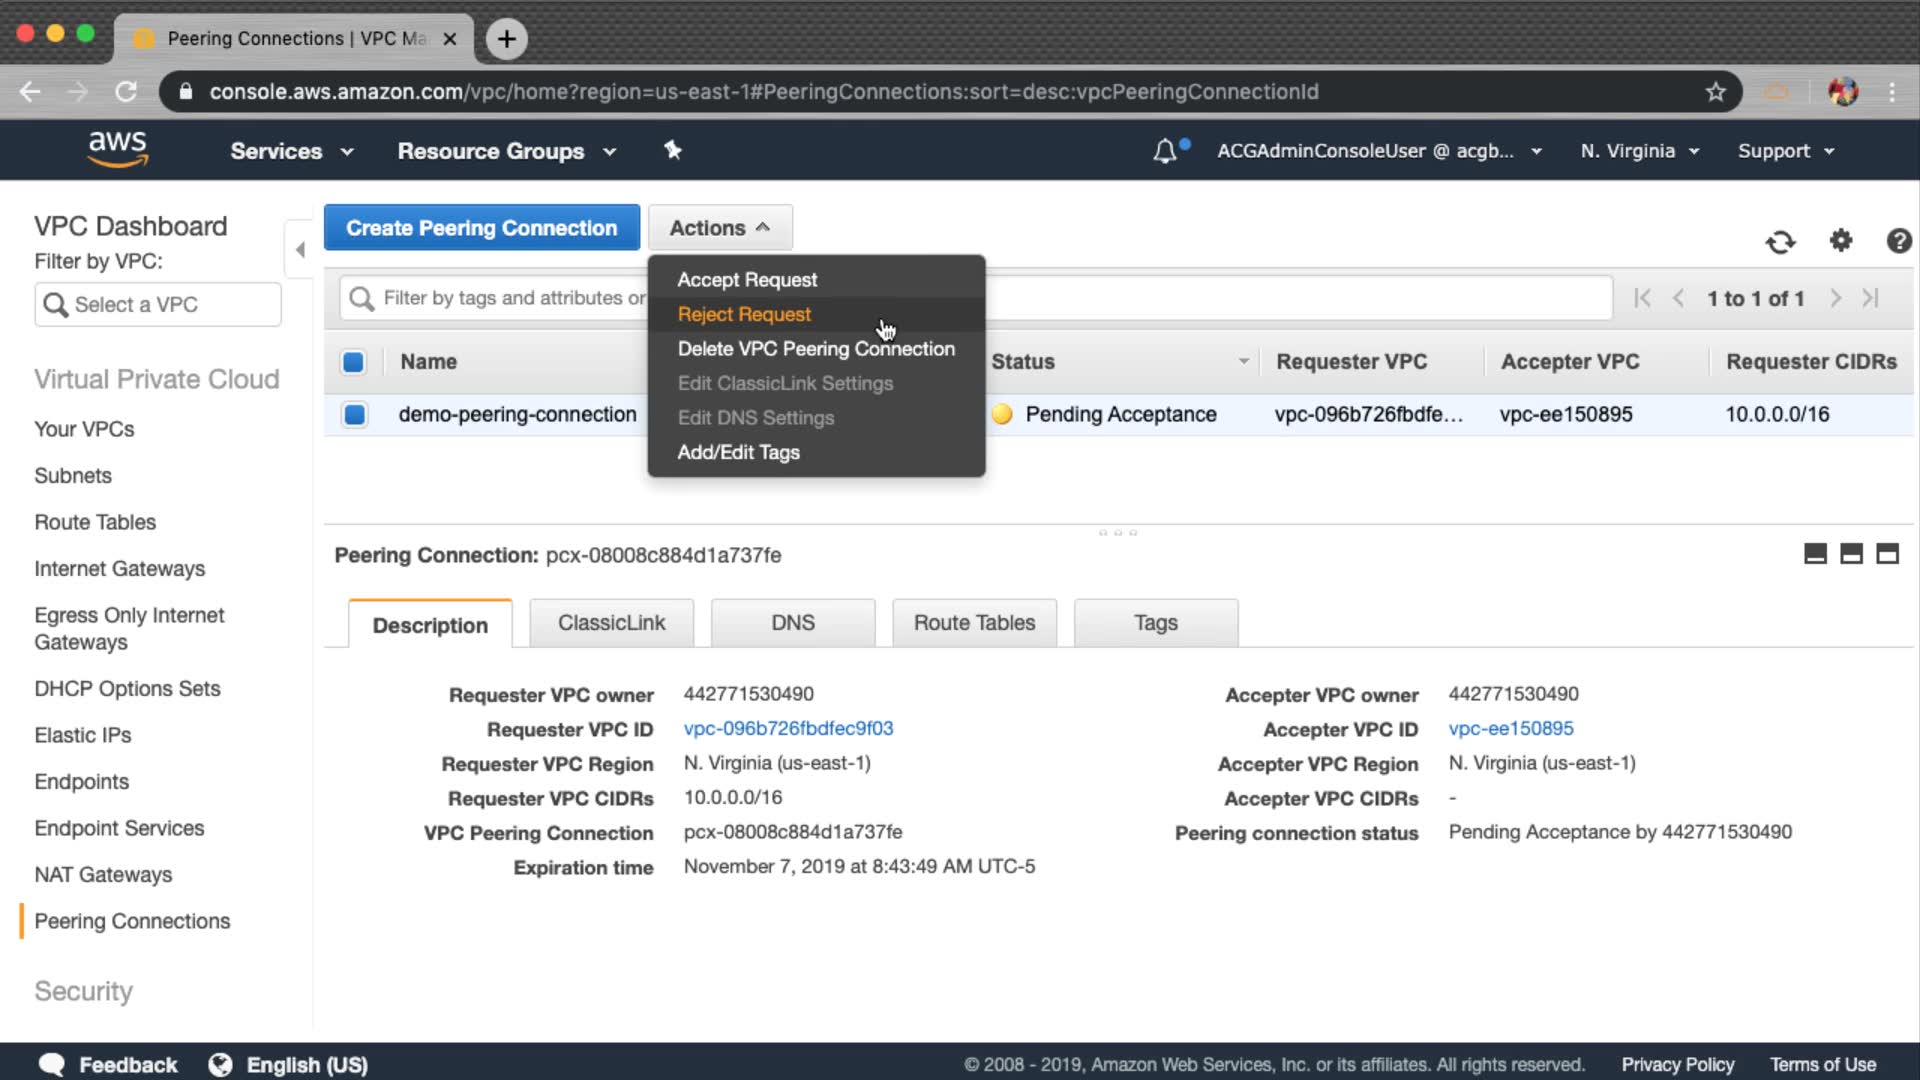 Peering Connections | VPC Ma
console.aws.amazon.com/vpc/home?region=us-east-1#PeeringConnections:sort=desc:vpcPeeringConnectionId
aws
Services
Resource Groups
ACGAdminConsoleUser @ acgb...
N. Virginia
Support
VPC Dashboard
Filter by VPC:
Select a VPC
Virtual Private Cloud
Your VPCs
Subnets
Route Tables
Internet Gateways
Egress Only Internet
Gateways
DHCP Options Sets
Elastic IPs
Endpoints
Endpoint Services
NAT Gateways
Peering Connections
Security
Create Peering Connection
Actions
Accept Request
Reject Request
Delete VPC Peering Connection
Edit ClassicLink Settings
Edit DNS Settings
Add/Edit Tags
Filter by tags and attributes or
1 to 1 of 1
Name
Status
Requester VPC
Accepter VPC
Requester CIDRs
demo-peering-connection
Pending Acceptance
vpc-096b726fbdfe...
vpc-ee150895
10.0.0.0/16
Peering Connection: pcx-08008c884d1a737fe
Description
ClassicLink
DNS
Route Tables
Tags
Requester VPC owner 442771530490
Requester VPC ID vpc-096b726fbdfec9f03
Requester VPC Region N. Virginia (us-east-1)
Requester VPC CIDRs 10.0.0.0/16
VPC Peering Connection pcx-08008c884d1a737fe
Expiration time November 7, 2019 at 8:43:49 AM UTC-5
Accepter VPC owner 442771530490
Accepter VPC ID vpc-ee150895
Accepter VPC Region N. Virginia (us-east-1)
Accepter VPC CIDRs -
Peering connection status Pending Acceptance by 442771530490
Feedback
English (US)
© 2008 - 2019, Amazon Web Services, Inc. or its affiliates. All rights reserved.
Privacy Policy
Terms of Use